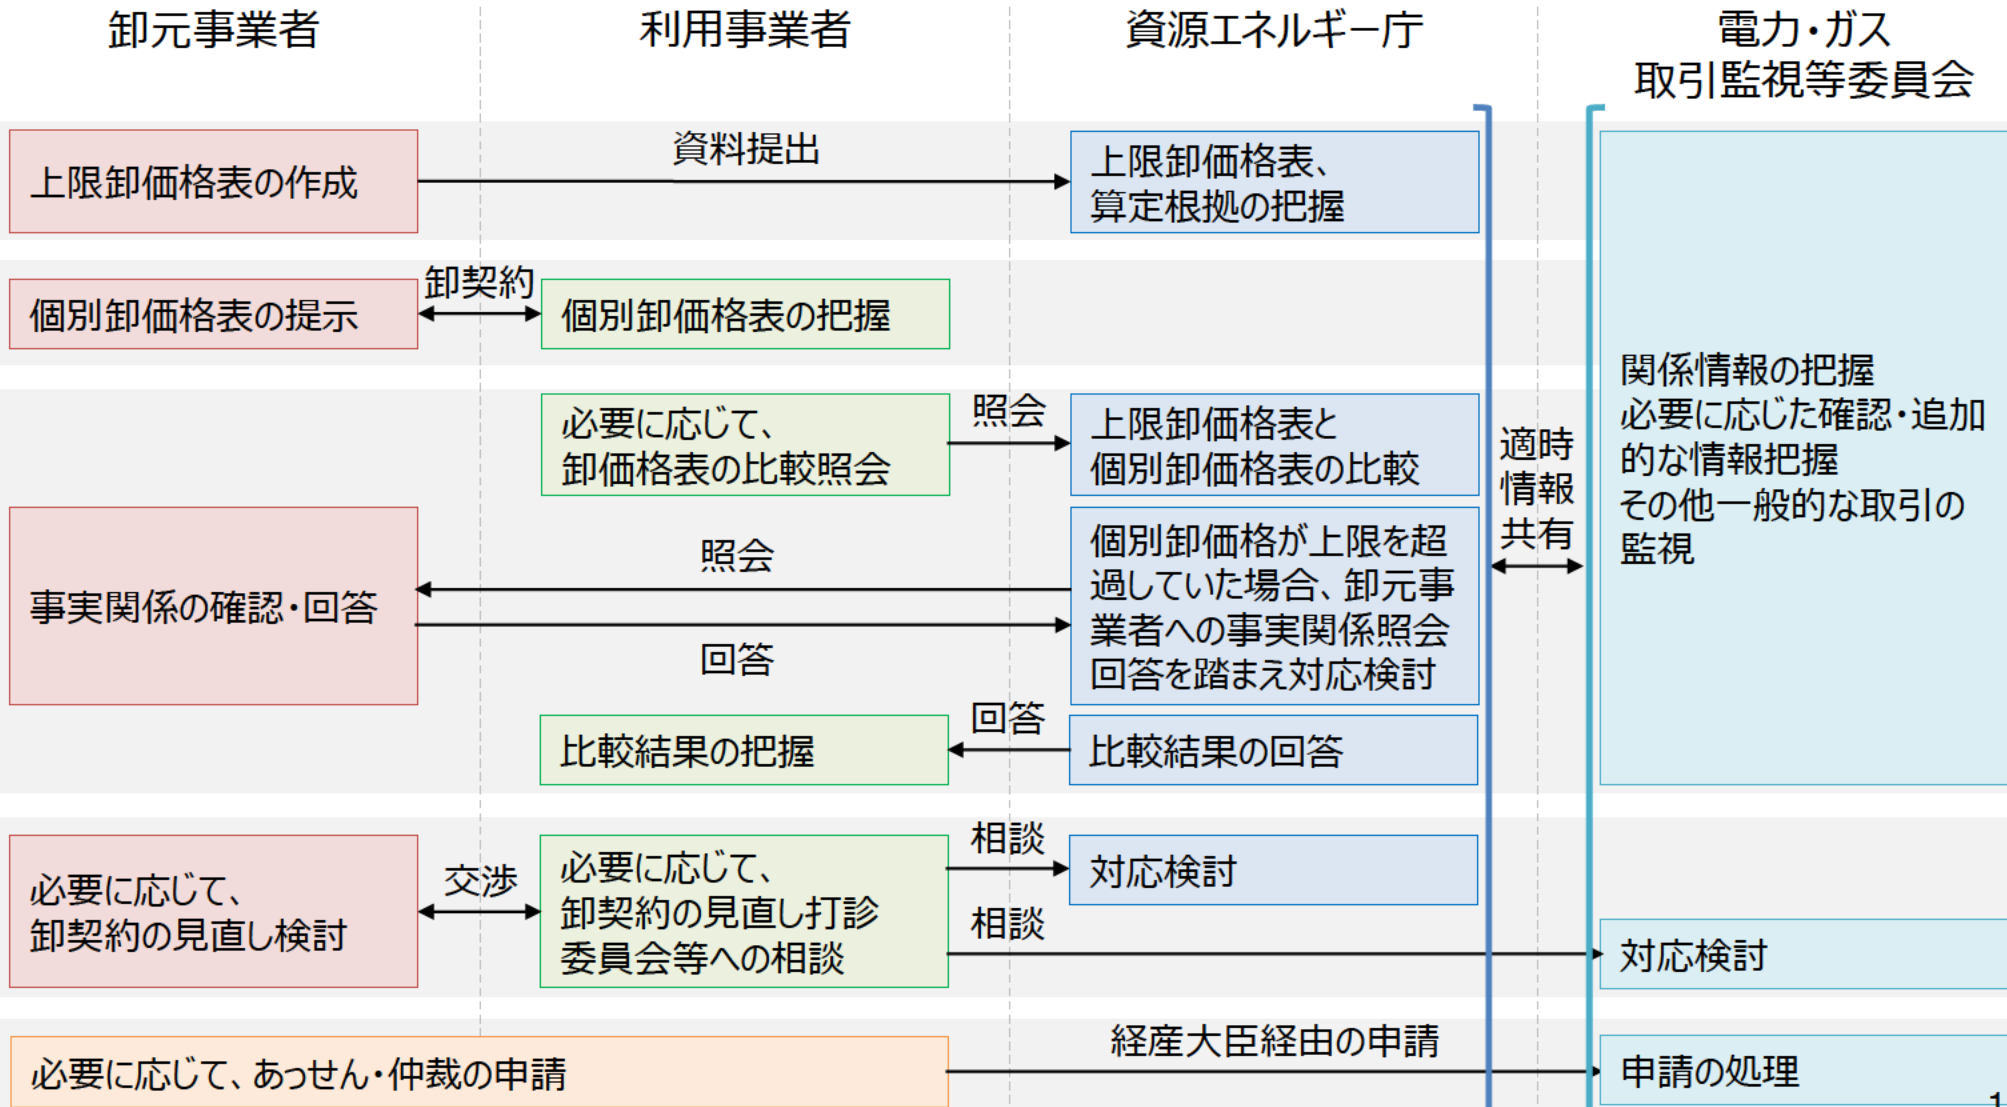 卸元事業者
利用事業者
資源エネルギー庁
電力・ガス
取引監視等委員会
上限卸価格表の作成
資料提出
上限卸価格表、
算定根拠の把握
個別卸価格表の提示
卸契約
個別卸価格表の把握
必要に応じて、
卸価格表の比較照会
照会
上限卸価格表と
個別卸価格表の比較
事実関係の確認・回答
照会
回答
個別卸価格が上限を超
過していた場合、卸元事
業者への事実関係照会
回答を踏まえ対応検討
比較結果の把握
回答
比較結果の回答
適時
情報
共有
関係情報の把握
必要に応じた確認・追加
的な情報把握
その他一般的な取引の
監視
必要に応じて、
卸契約の見直し検討
交渉
必要に応じて、
卸契約の見直し打診
委員会等への相談
相談
対応検討
相談
対応検討
必要に応じて、あっせん・仲裁の申請
経産大臣経由の申請
申請の処理